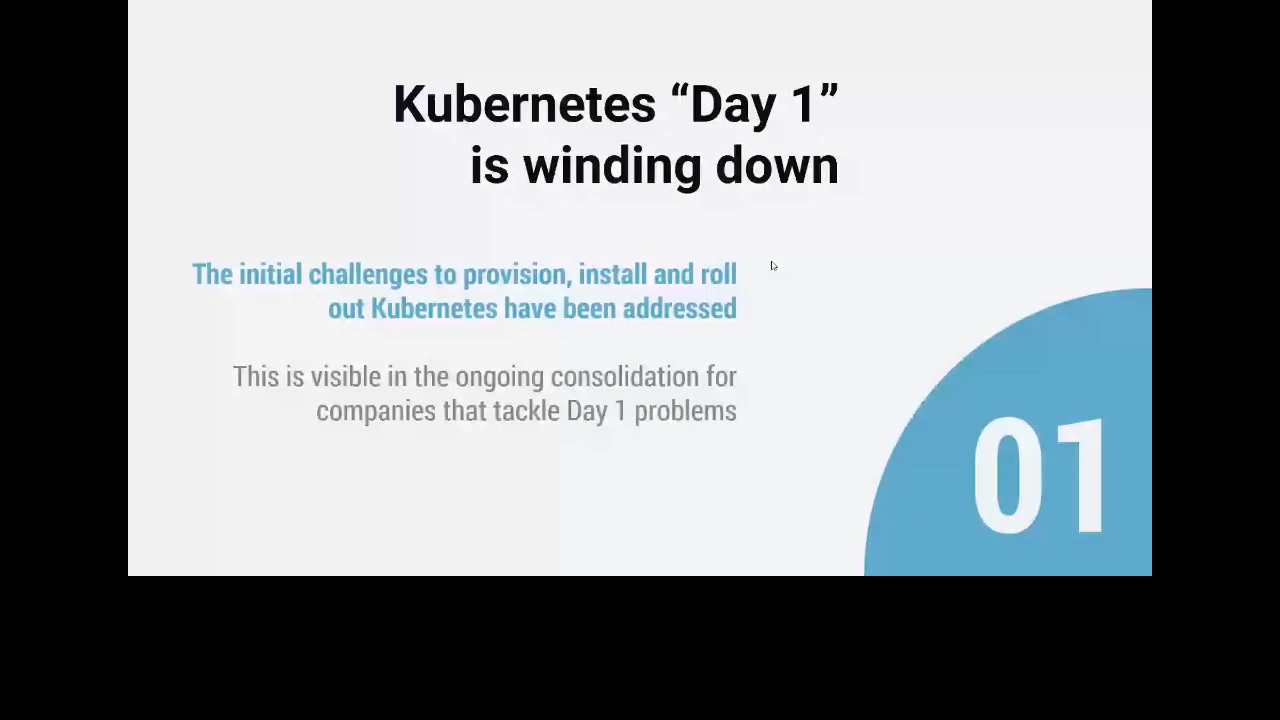 Kubernetes “Day 1”
is winding down
The initial challenges to provision, install and roll
out Kubernetes have been addressed
This is visible in the ongoing consolidation for
companies that tackle Day 1 problems
01